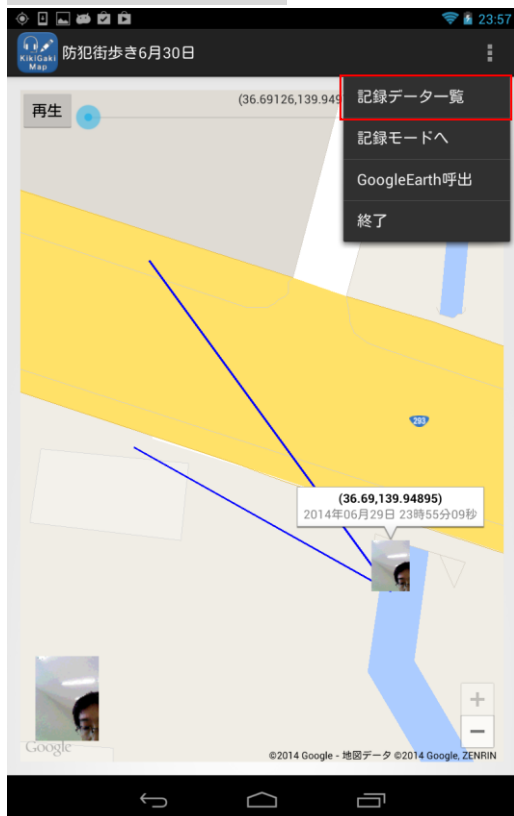 23:57
KikiGaki
Map
防犯街歩き6月30日
再生
(36.69126,139.949
記録データ一覧
記録モードへ
GoogleEarth呼出
終了
293
(36.69,139.94895)
2014年06月29日 23時55分09秒
+
−
Google
©2014 Google - 地図データ ©2014 Google, ZENRIN